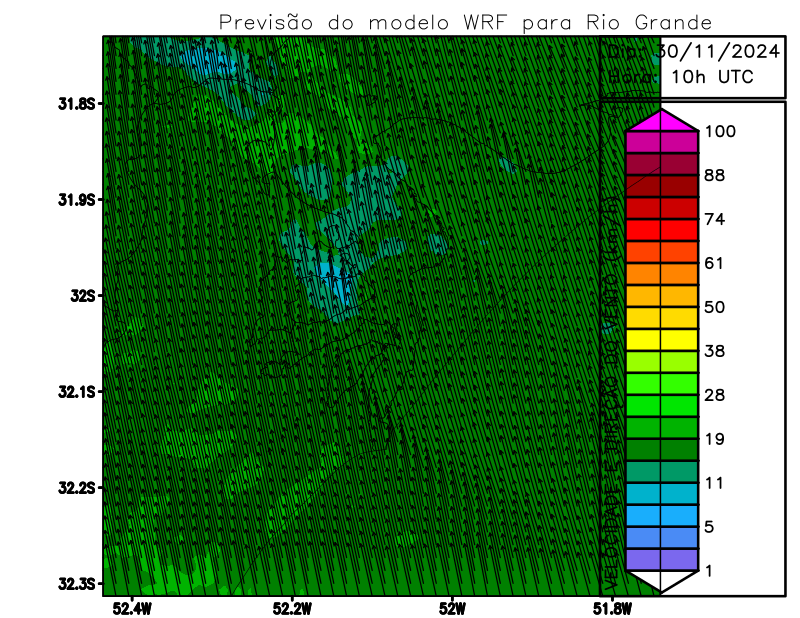 Previsão do modelo WRF para Rio Grande
Dia: 30/11/2024
Hora: 10h UTC
31.8S
31.9S
32S
32.1S
32.2S
32.3S
52.4W
52.2W
52W
51.8W
VELOCIDADE E DIREÇÃO DO VENTO (Km/h)
100
88
74
61
50
38
28
19
11
5
1